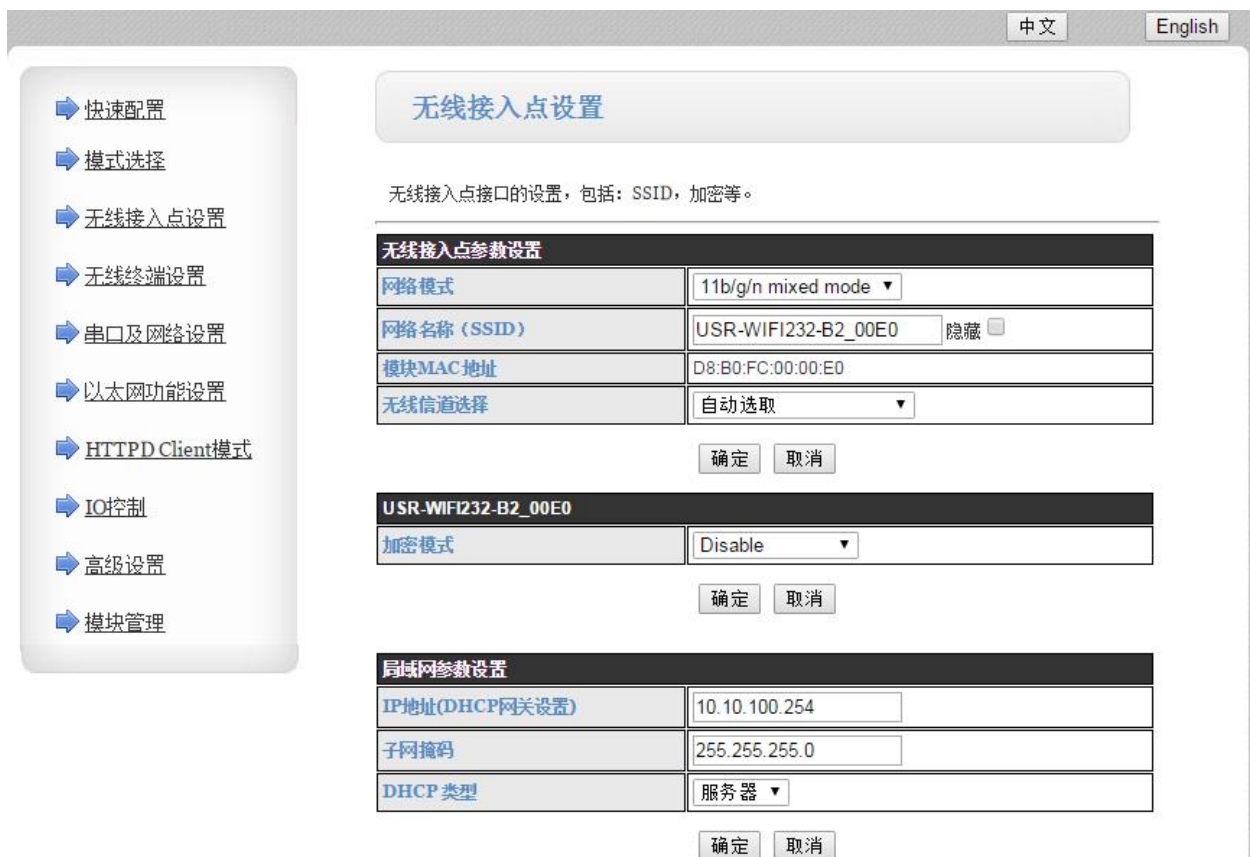 中文 English
快速配置
模式选择
无线接入点设置
无线终端设置
串口及网络设置
以太网功能设置
HTTPD Client模式
IO控制
高级设置
模块管理
无线接入点设置
无线接入点接口的设置，包括：SSID，加密等。
无线接入点参数设置
网络模式 11b/g/n mixed mode
网络名称（SSID） USR-WIFI232-B2_00E0 隐藏
模块MAC地址 D8:B0:FC:00:00:E0
无线信道选择 自动选取
确定 取消
USR-WIFI232-B2_00E0
加密模式 Disable
确定 取消
局域网参数设置
IP地址(DHCP网关设置) 10.10.100.254
子网掩码 255.255.255.0
DHCP 类型 服务器
确定 取消